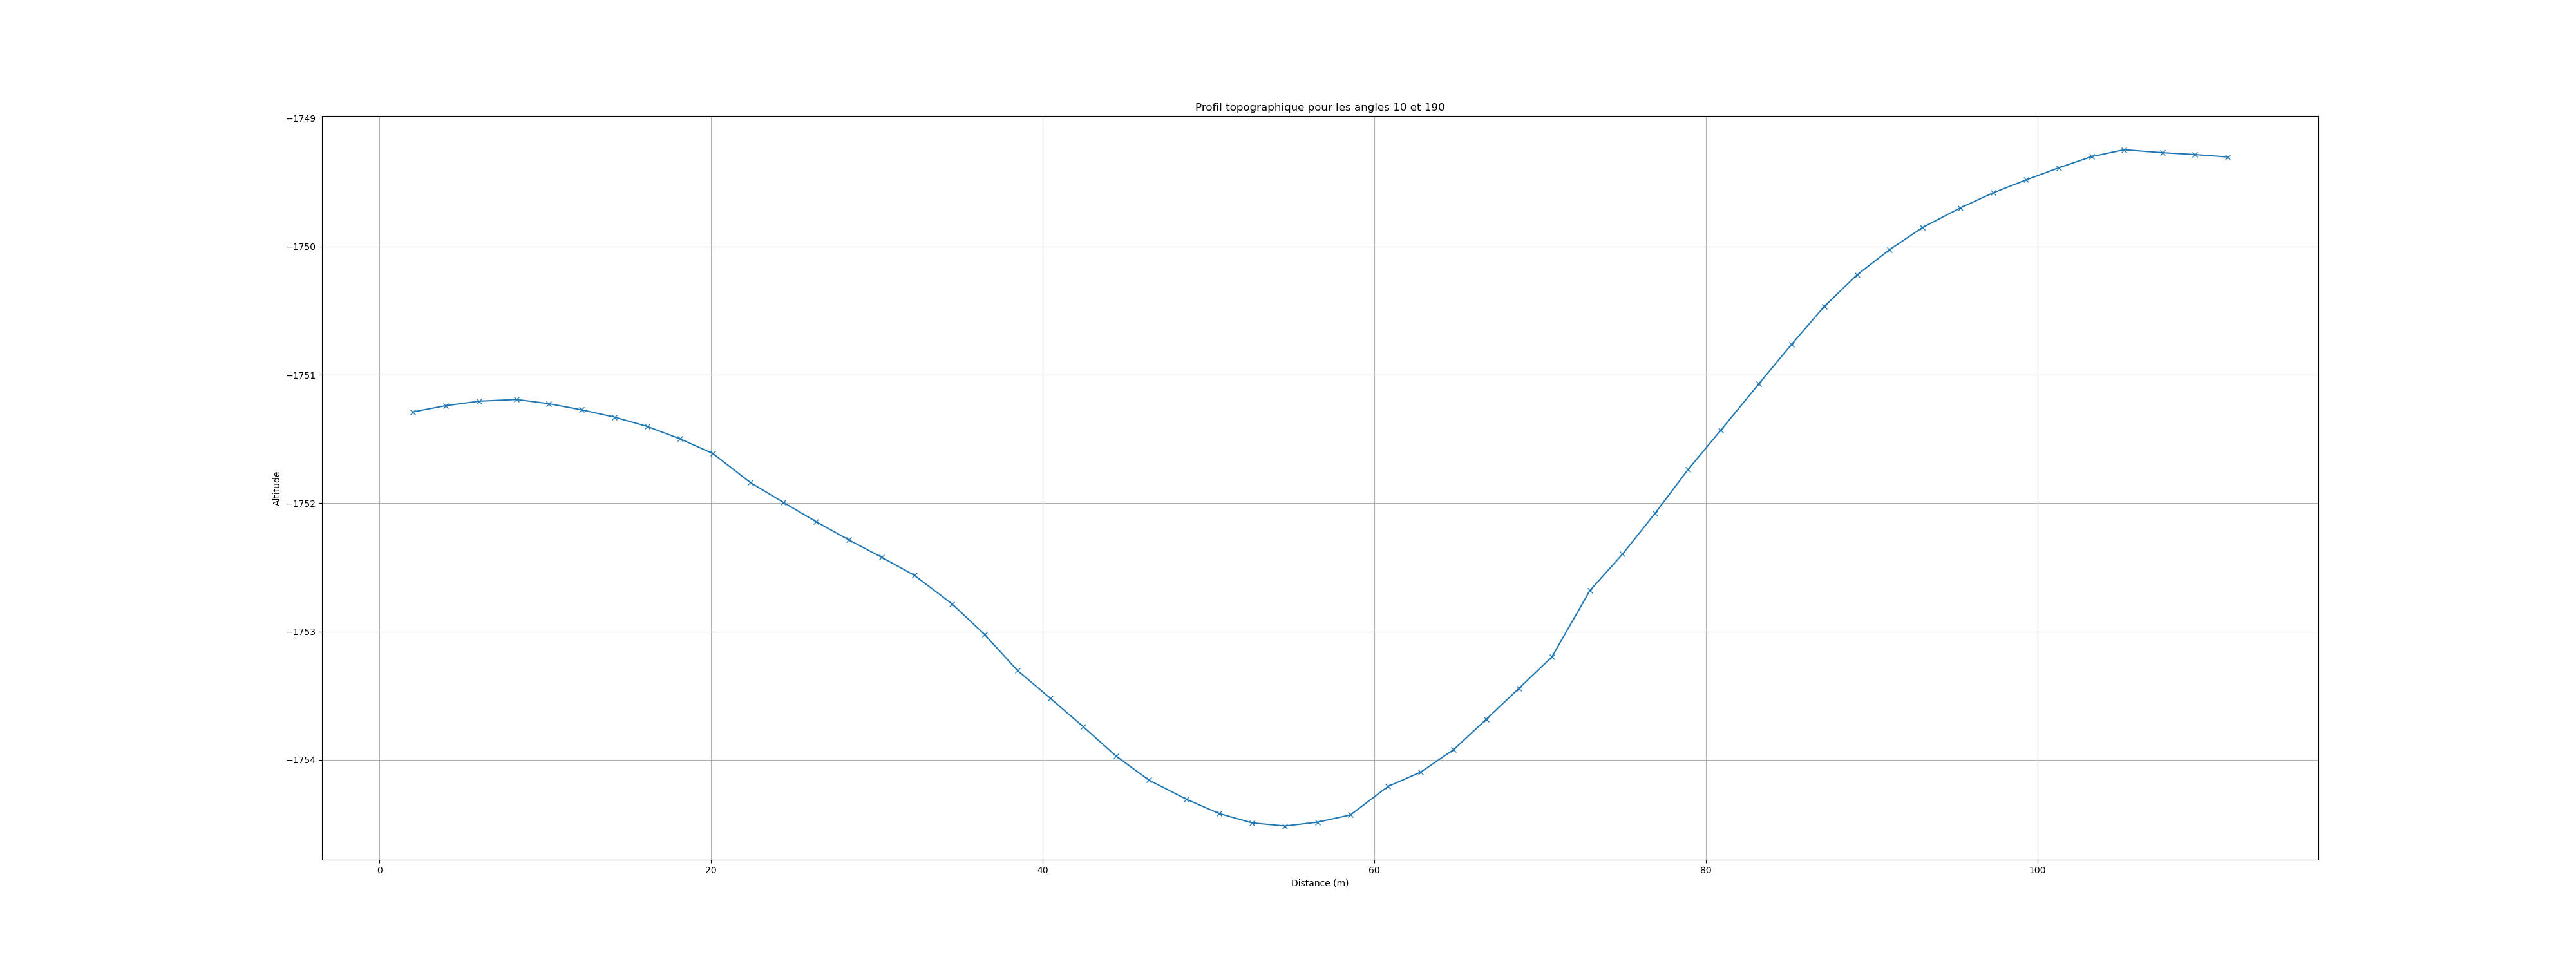 Profil topographique pour les angles 10 et 190
−1749
−1750
−1751
−1752
−1753
−1754
Altitude
0 20 40 60 80 100
Distance (m)